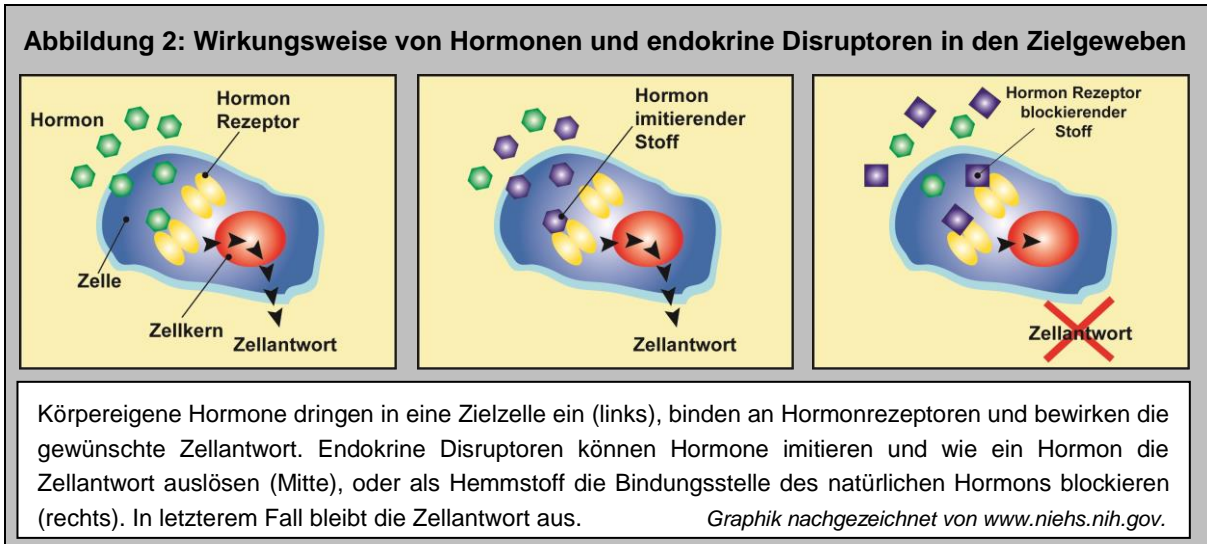 Abbildung 2: Wirkungsweise von Hormonen und endokrine Disruptoren in den Zielgeweben
Hormon
Hormon
Rezeptor
Zelle
Zellkern
Zellantwort
Hormon
imitierender
Stoff
Zellantwort
Hormon Rezeptor
blockierender
Stoff
Zellantwort
Körpereigene Hormone dringen in eine Zielzelle ein (links), binden an Hormonrezeptoren und bewirken die
gewünschte Zellantwort. Endokrine Disruptoren können Hormone imitieren und wie ein Hormon die
Zellantwort auslösen (Mitte), oder als Hemmstoff die Bindungsstelle des natürlichen Hormons blockieren
(rechts). In letzterem Fall bleibt die Zellantwort aus. Graphik nachgezeichnet von www.niehs.nih.gov.